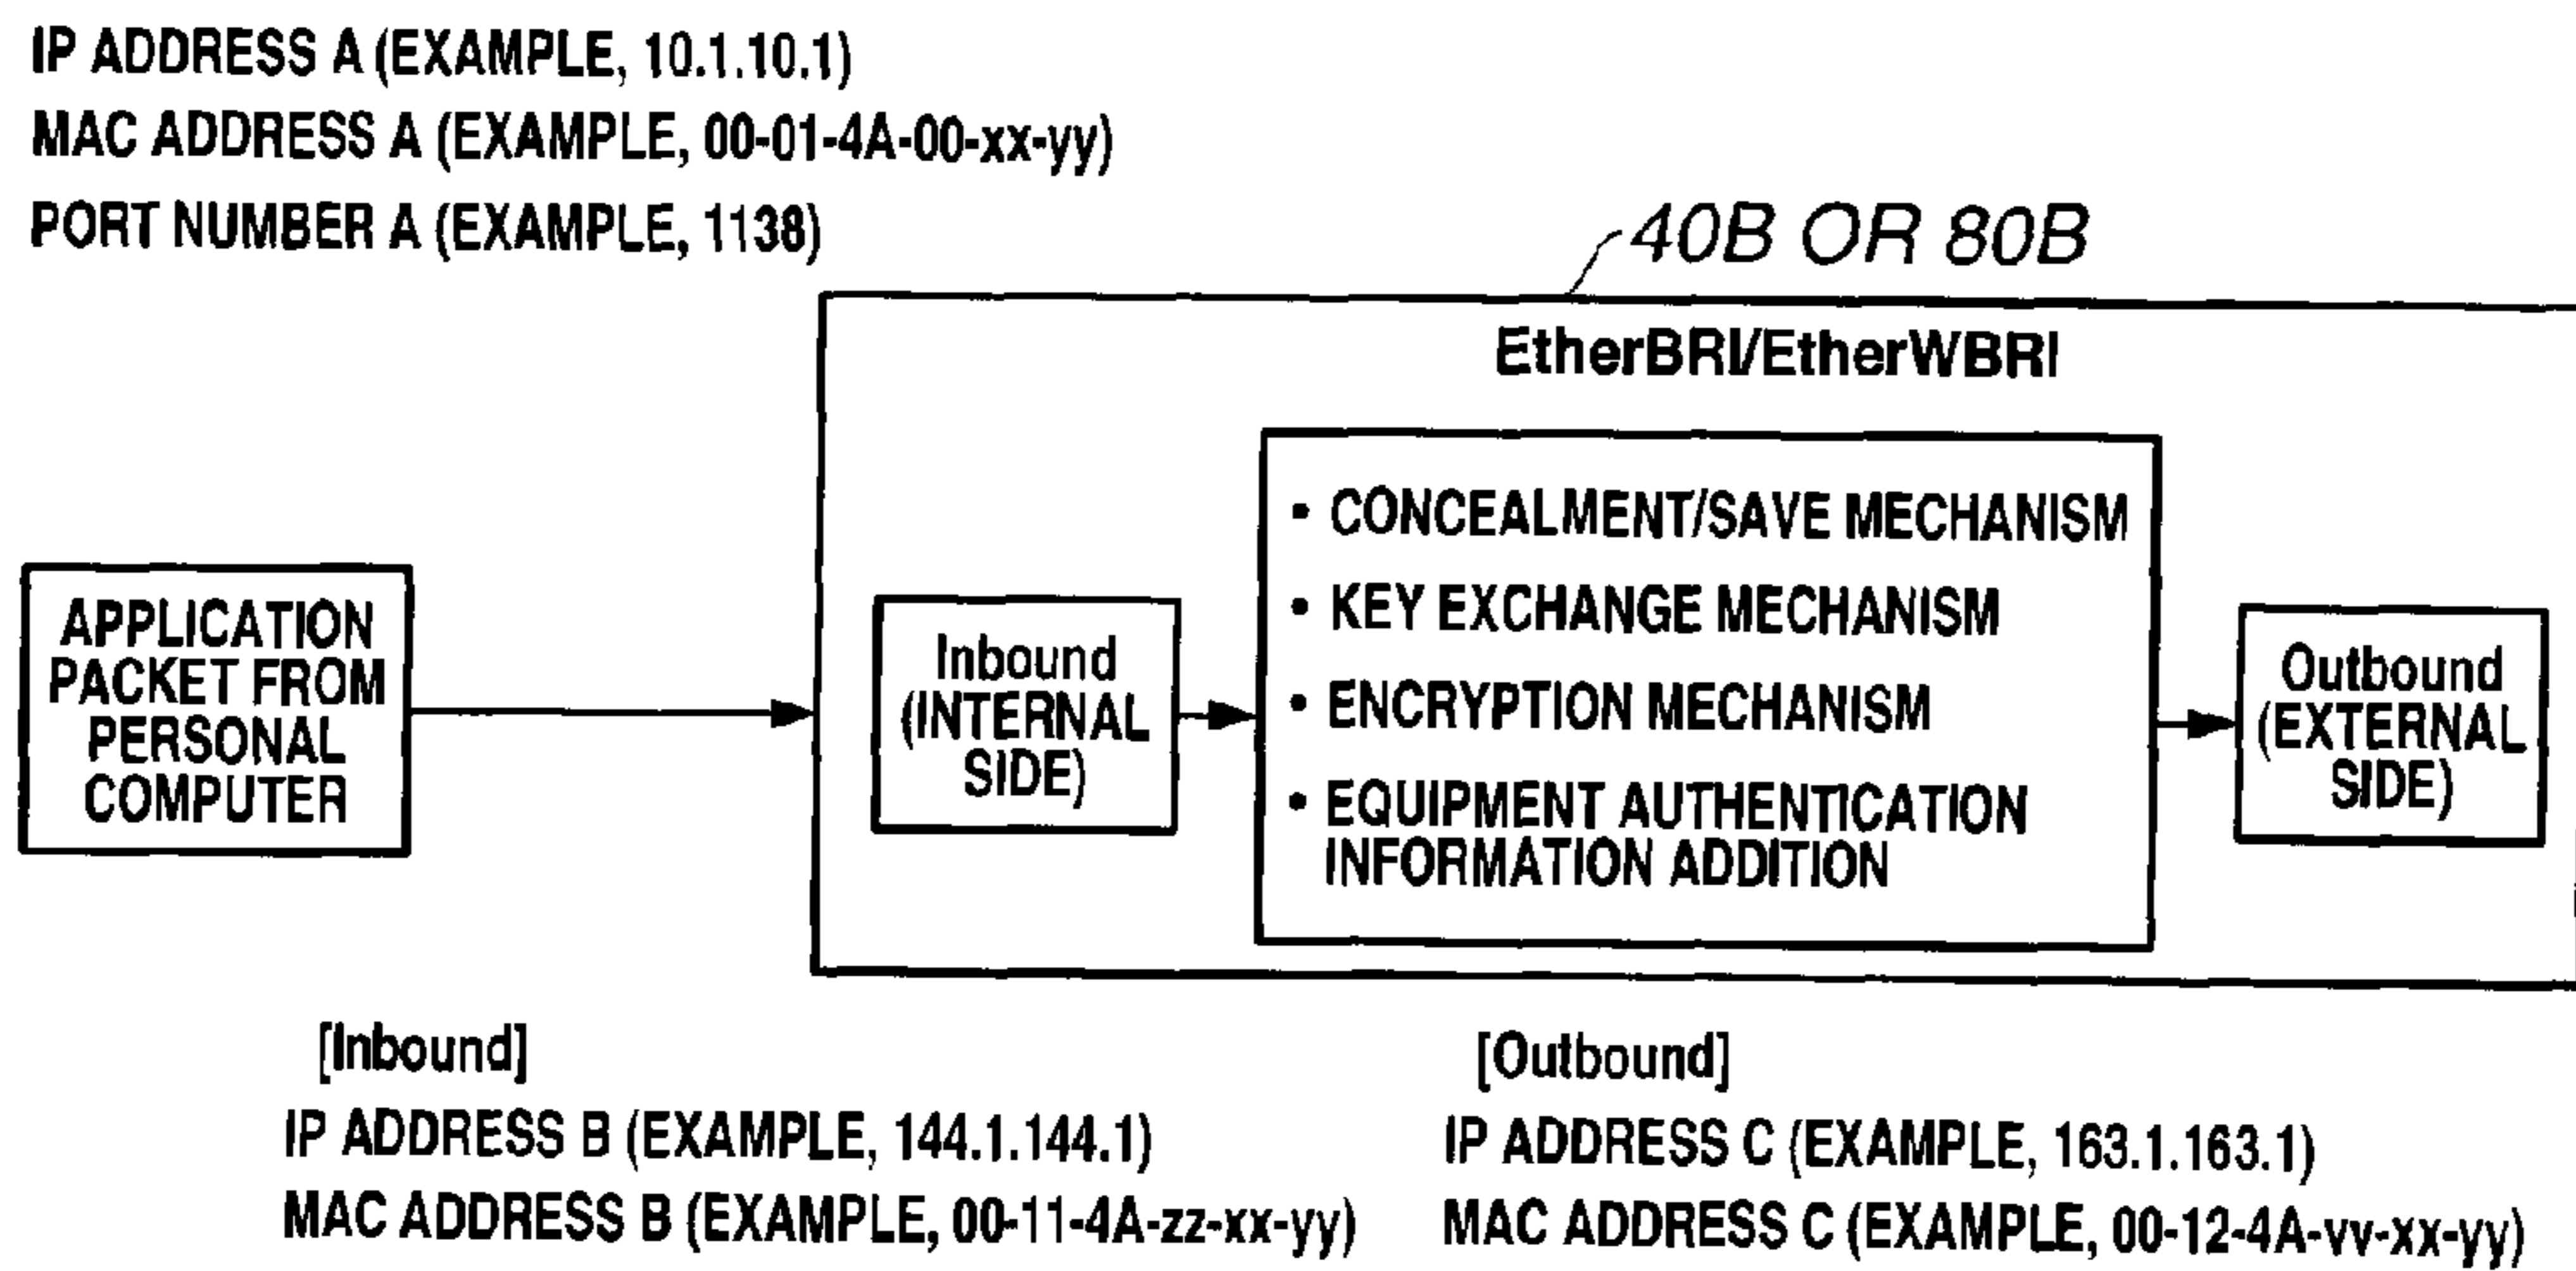 IP ADDRESS A (EXAMPLE, 10.1.10.1)
MAC ADDRESS A (EXAMPLE, 00-01-4A-00-xx-yy)
PORT NUMBER A (EXAMPLE, 1138)
40B OR 80B
EtherBRI/EtherWBRI
APPLICATION
PACKET FROM
PERSONAL
COMPUTER
Inbound
(INTERNAL
SIDE)
• CONCEALMENT/SAVE MECHANISM
• KEY EXCHANGE MECHANISM
• ENCRYPTION MECHANISM
• EQUIPMENT AUTHENTICATION
INFORMATION ADDITION
Outbound
(EXTERNAL
SIDE)
[Inbound]
IP ADDRESS B (EXAMPLE, 144.1.144.1)
MAC ADDRESS B (EXAMPLE, 00-11-4A-zz-xx-yy)
[Outbound]
IP ADDRESS C (EXAMPLE, 163.1.163.1)
MAC ADDRESS C (EXAMPLE, 00-12-4A-vv-xx-yy)